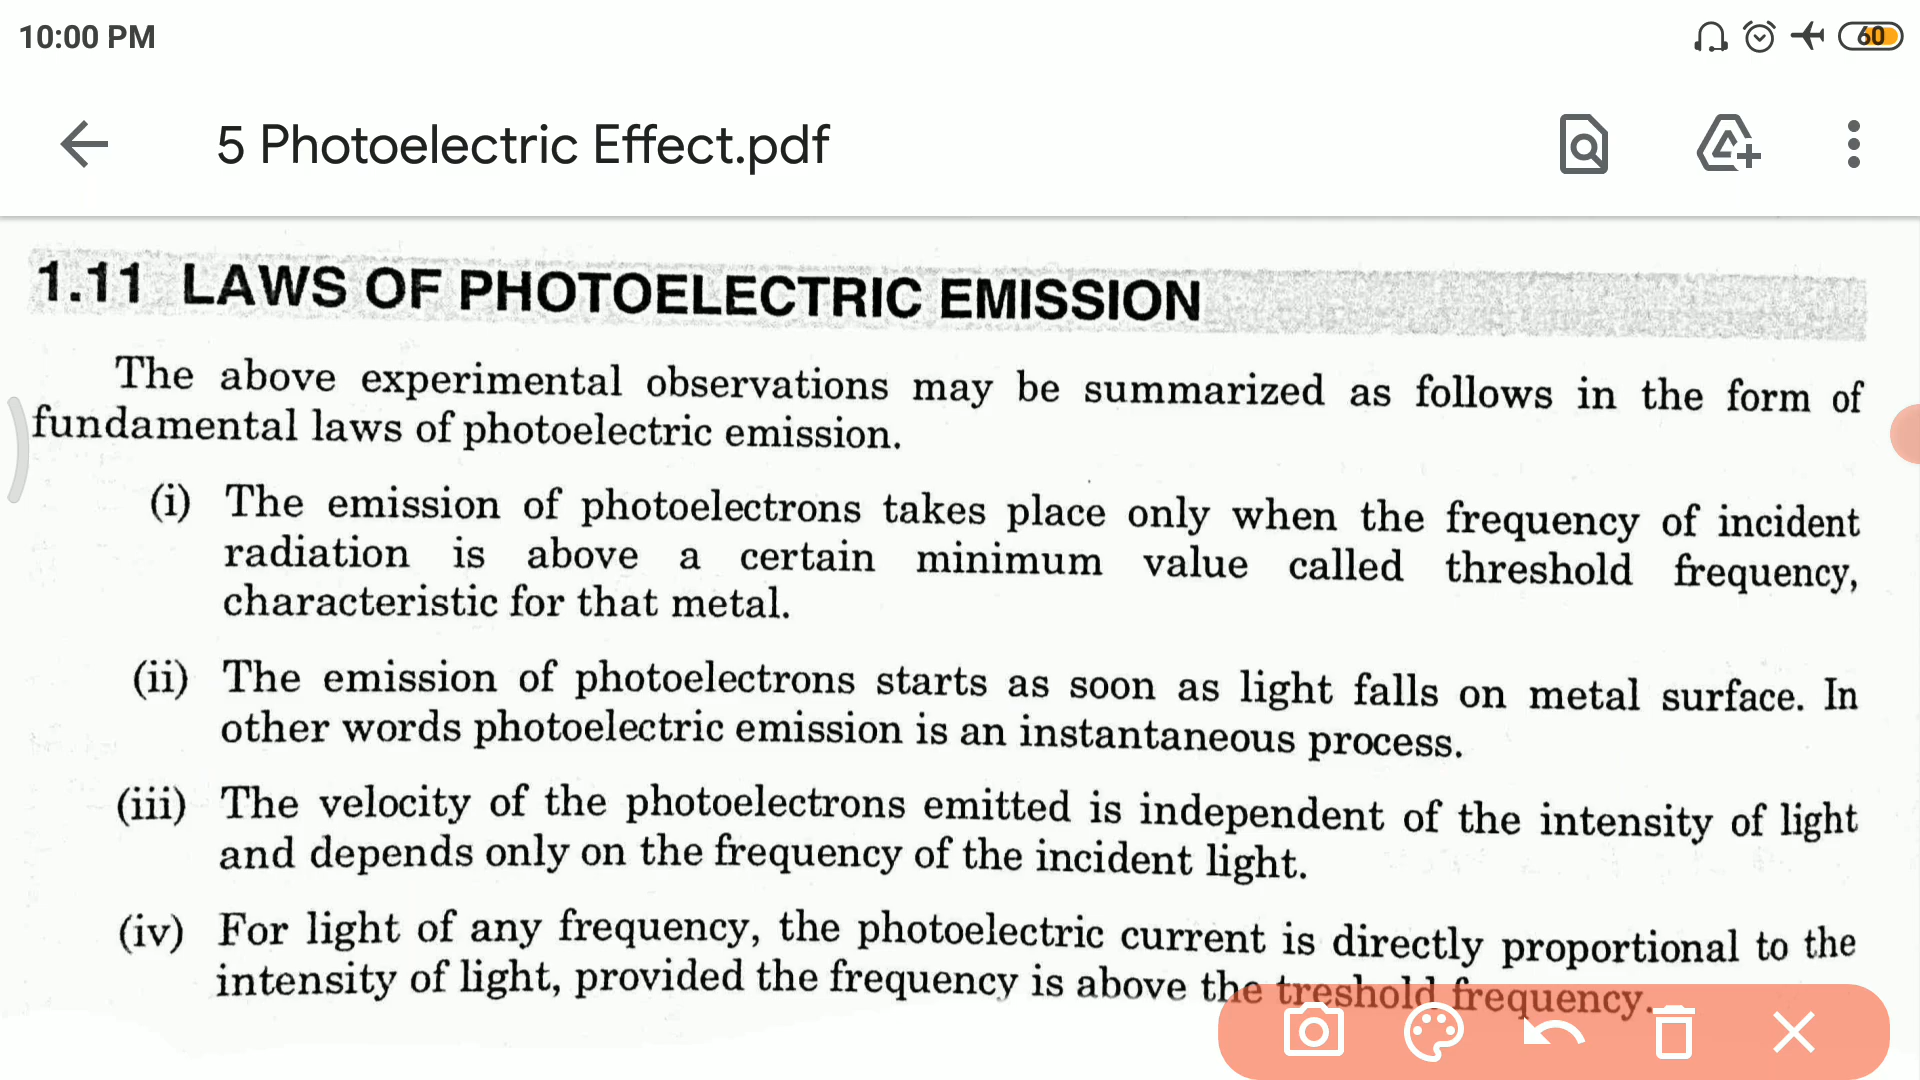 10:00 PM
60
5 Photoelectric Effect.pdf
1.11 LAWS OF PHOTOELECTRIC EMISSION
The above experimental observations may be summarized as follows in the form of
fundamental laws of photoelectric emission.
(i) The emission of photoelectrons takes place only when the frequency of incident
radiation is above a certain minimum value called threshold frequency,
characteristic for that metal.
(ii) The emission of photoelectrons starts as soon as light falls on metal surface. In
other words photoelectric emission is an instantaneous process.
(iii) The velocity of the photoelectrons emitted is independent of the intensity of light
and depends only on the frequency of the incident light.
(iv) For light of any frequency, the photoelectric current is directly proportional to the
intensity of light, provided the frequency is above the treshold frequency.